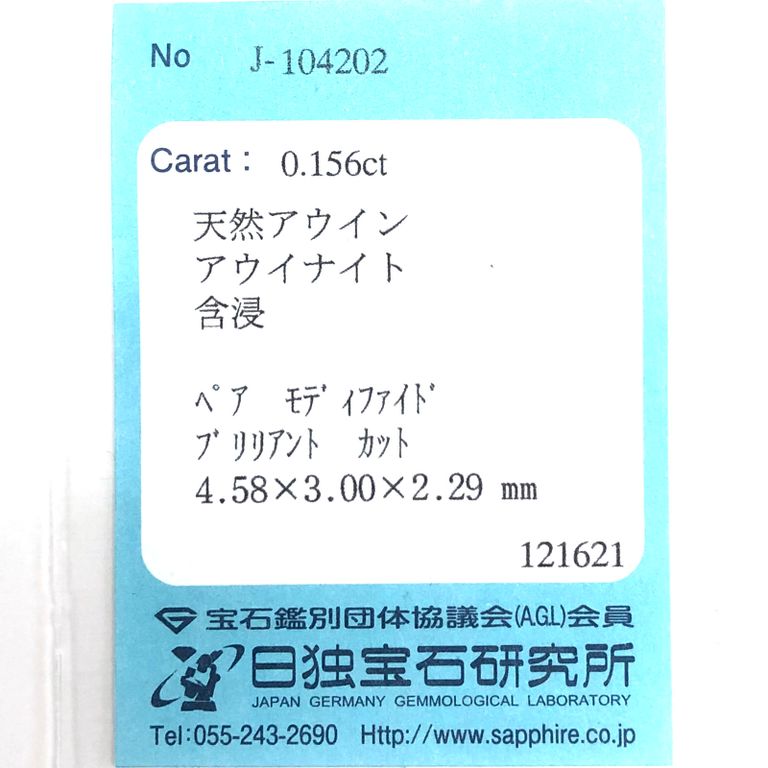 No J-104202
Carat: 0.156ct
天然アウイン
アウイナイト
含浸
ﾍﾟｱ ﾓﾃﾞｨﾌｧｲﾄﾞ
ﾌﾞﾘﾘｱﾝﾄ ｶｯﾄ
4.58×3.00×2.29 mm
121621
宝石鑑別団体協議会(A.G.L)会員
日独宝石研究所
JAPAN GERMANY GEMMOLOGICAL LABORATORY
Tel:055-243-2690 Http://www.sapphire.co.jp